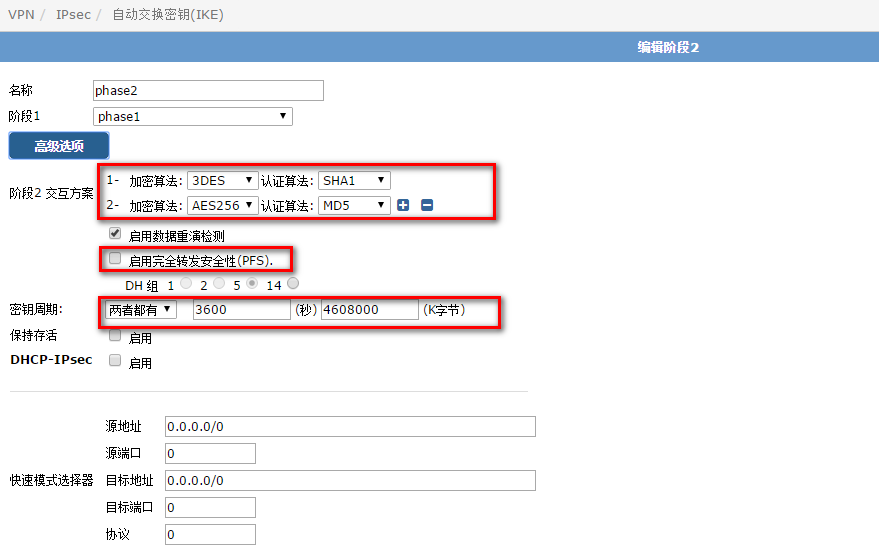 VPN / IPsec / 自动交换密钥(IKE)
编辑阶段2
名称 phase2
阶段1 phase1
高级选项
阶段2 交互方案
1- 加密算法: 3DES 认证算法: SHA1
2- 加密算法: AES256 认证算法: MD5
启用数据重演检测
启用完全转发安全性(PFS).
DH 组 1 2 5 14
密钥周期: 两者都有 3600 (秒) 4608000 (K字节)
保持存活 启用
DHCP-IPsec 启用
快速模式选择器
源地址 0.0.0.0/0
源端口 0
目标地址 0.0.0.0/0
目标端口 0
协议 0